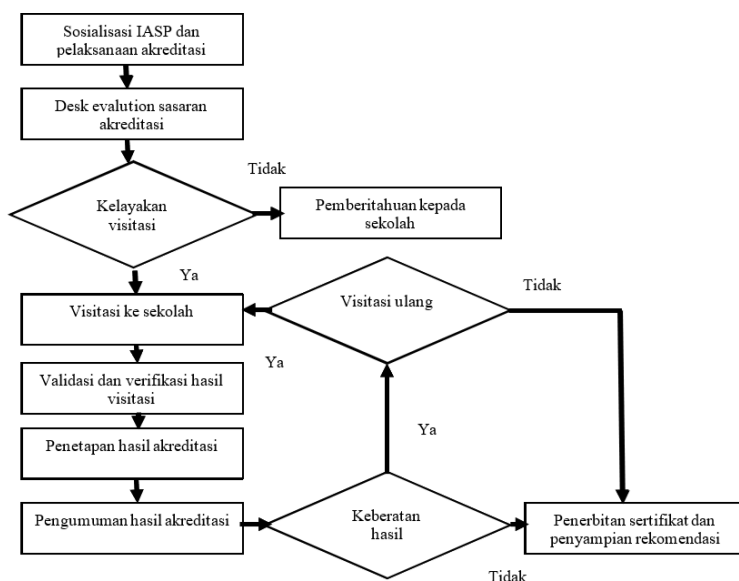 Sosialisasi IASP dan
pelaksanaan akreditasi
Desk evalution sasaran
akreditasi
Tidak
Kelayakan
visitasi
Pemberitahuan kepada
sekolah
Ya
Visitasi ke sekolah
Visitasi ulang
Tidak
Ya
Validasi dan verifikasi hasil
visitasi
Penetapan hasil akreditasi
Ya
Pengumuman hasil akreditasi
Keberatan
hasil
Penerbitan sertifikat dan
penyampian rekomendasi
Tidak